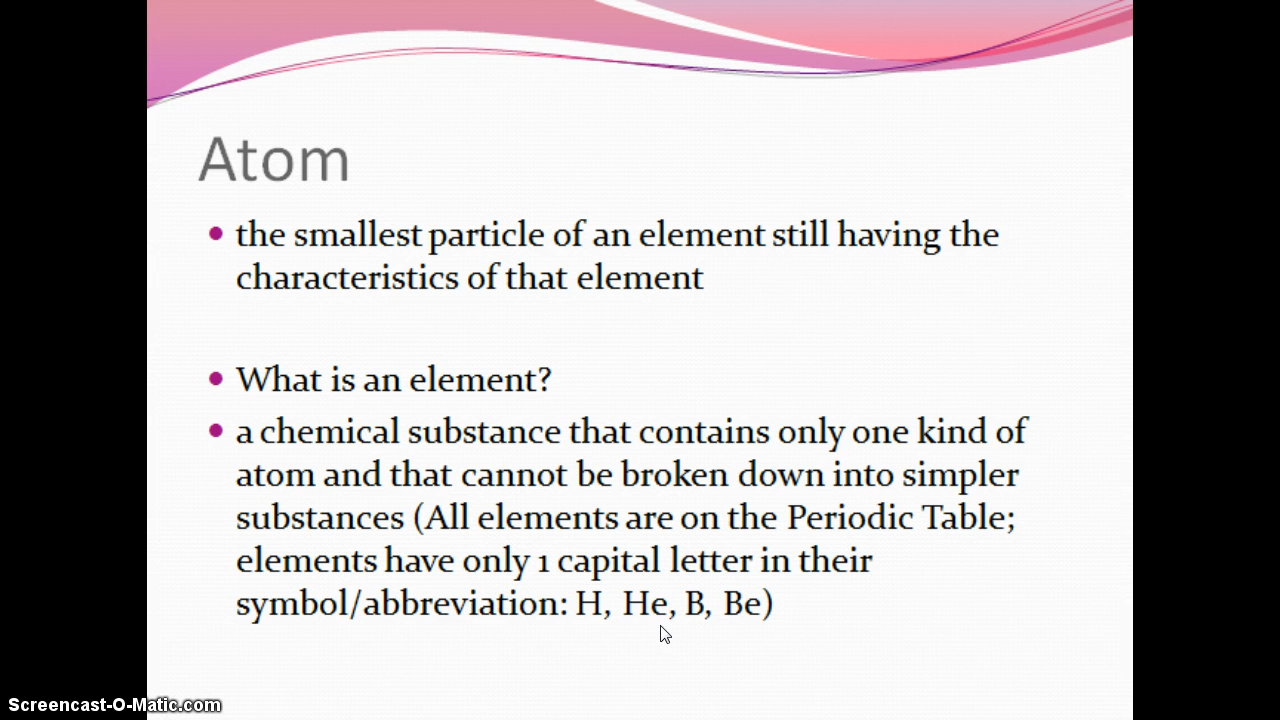 Atom
the smallest particle of an element still having the
characteristics of that element
What is an element?
a chemical substance that contains only one kind of
atom and that cannot be broken down into simpler
substances (All elements are on the Periodic Table;
elements have only 1 capital letter in their
symbol/abbreviation: H, He, B, Be)
Screencast-O-Matic.com